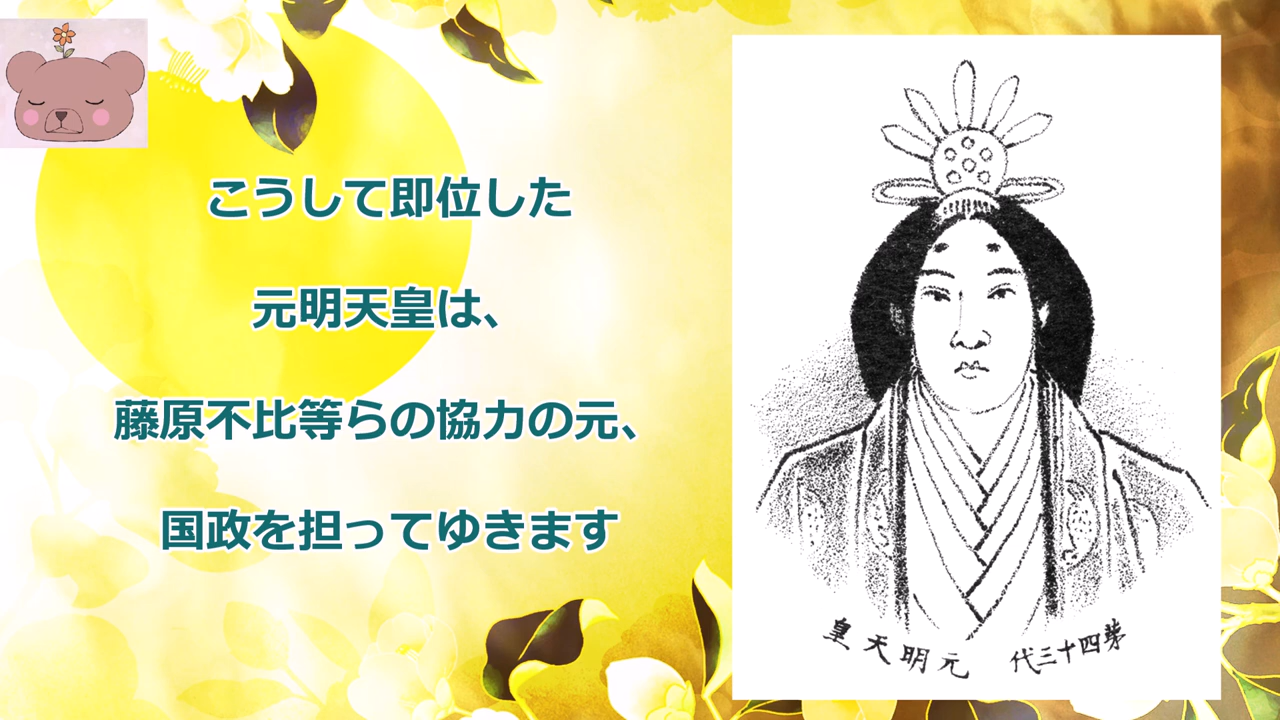 こうして即位した
元明天皇は、
藤原不比等らの協力の元、
国政を担ってゆきます
第四十三代 元明天皇